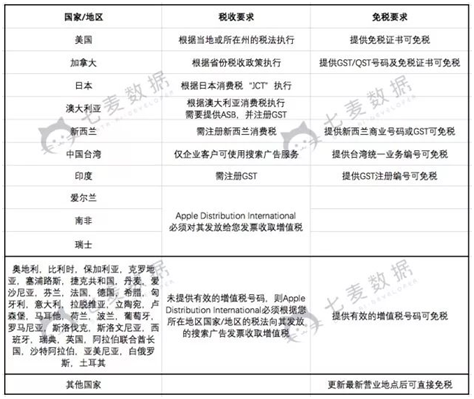 国家/地区 税收要求 免税要求
美国 根据当地或所在州的税法执行 提供免税证书可免税
加拿大 根据省份税收政策执行 提供GST/QST号码及免税证书可免税
日本 根据日本消费税“JCT”执行
澳大利亚 根据澳大利亚消费税执行
需要提供ASB，并注册GST
新西兰 需注册新西兰消费税 提供新西兰商业号码或GST可免税
中国台湾 仅企业客户可使用搜索广告服务 提供台湾统一业务编号可免税
印度 需注册GST 提供GST注册编号可免税
爱尔兰
南非
瑞士
Apple Distribution International
必须对其发放给您发票收取增值税
奥地利，比利时，保加利亚，克罗地
亚，塞浦路斯，捷克共和国，丹麦，爱
沙尼亚，芬兰，法国，德国，希腊，匈
牙利，意大利，拉脱维亚，立陶宛，卢
森堡，马耳他，荷兰，波兰，葡萄牙，
罗马尼亚，斯洛伐克，斯洛文尼亚，西
班牙，瑞典，英国，阿拉伯联合酋长
国，沙特阿拉伯，亚美尼亚，白俄罗
斯，土耳其
未提供有效的增值税号码，则Apple
Distribution International必须根据您
所在地区国家/地区的税法向其发放
的搜索广告发票收取增值税
提供有效的增值税号码可免税
其他国家 更新最新营业地点后可直接免税
七麦数据
七麦数据
七麦数据
七麦数据